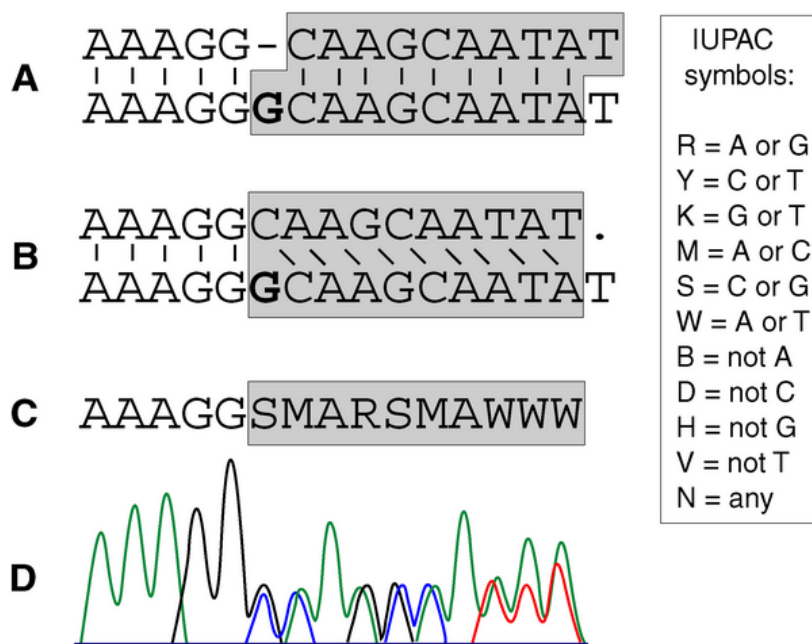 A
AAAGG-CAAGCAATAT
AAAGGGCAAGCAATAT
B
AAAGGCAAGCAATAT.
AAAGGGCAAGCAATAT
C
AAAGGSMARSMAWWW
D
IUPAC
symbols:
R = A or G
Y = C or T
K = G or T
M = A or C
S = C or G
W = A or T
B = not A
D = not C
H = not G
V = not T
N = any